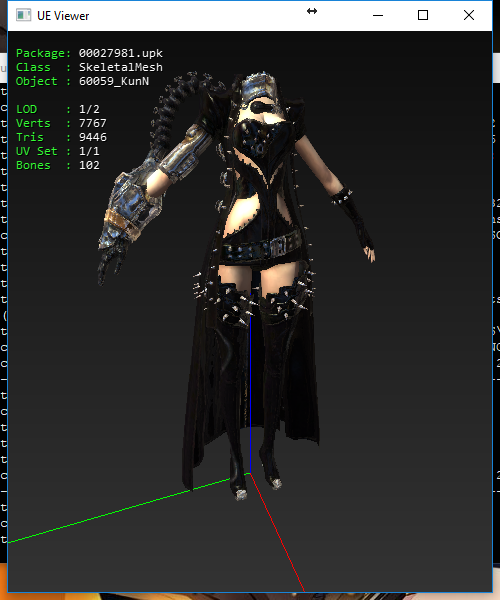 UE Viewer
Package: 00027981.upk
Class : SkeletalMesh
Object : 60059_KunN
LOD : 1/2
Verts : 7767
Tris : 9446
UV Set : 1/1
Bones : 102